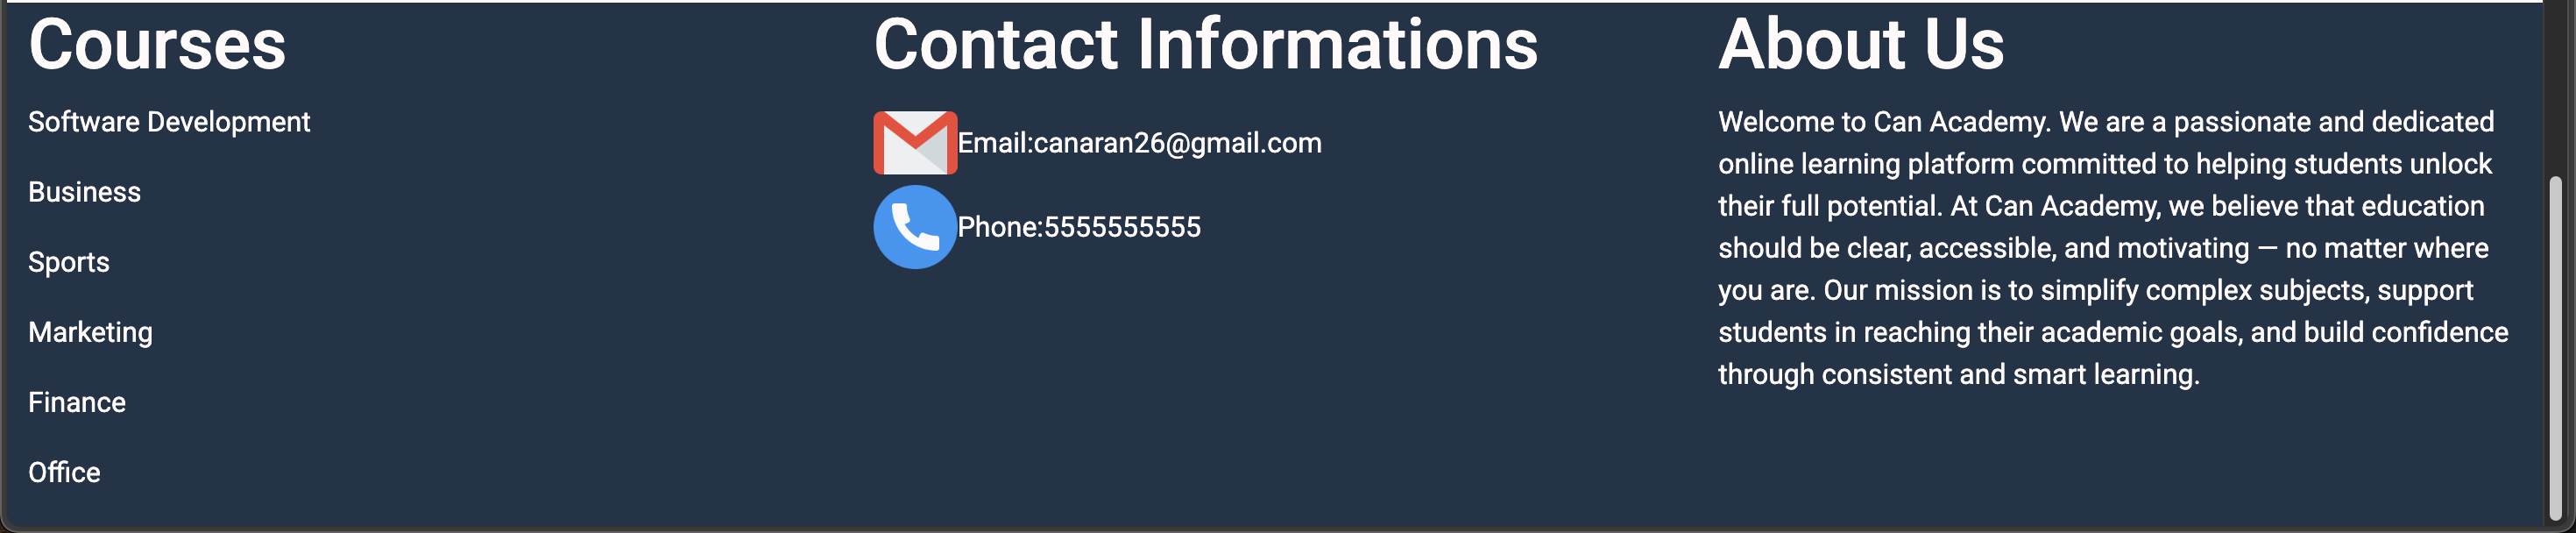 Courses
Software Development
Business
Sports
Marketing
Finance
Office
Contact Informations
Email:canaran26@gmail.com
Phone:5555555555
About Us
Welcome to Can Academy. We are a passionate and dedicated
online learning platform committed to helping students unlock
their full potential. At Can Academy, we believe that education
should be clear, accessible, and motivating — no matter where
you are. Our mission is to simplify complex subjects, support
students in reaching their academic goals, and build confidence
through consistent and smart learning.